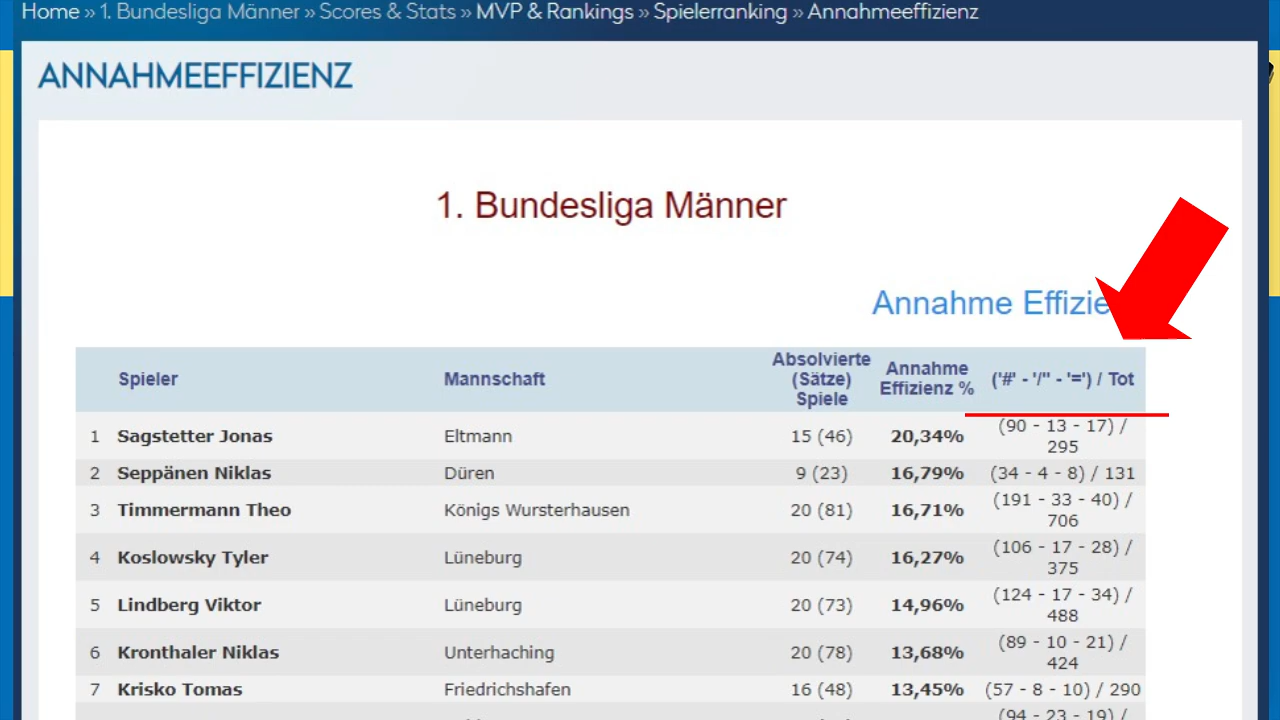 Home » 1. Bundesliga Männer » Scores & Stats » MVP & Rankings » Spielerranking » Annahmeeffizienz
ANNAHMEEFFIZIENZ
1. Bundesliga Männer
Annahme Effizie
Spieler Mannschaft Absolvierte (Sätze) Spiele Annahme Effizienz % ('#' - '/'' - '=') / Tot
1 Sagstetter Jonas Eltmann 15 (46) 20,34% (90 - 13 - 17) / 295
2 Seppänen Niklas Düren 9 (23) 16,79% (34 - 4 - 8) / 131
3 Timmermann Theo Königs Wursterhausen 20 (81) 16,71% (191 - 33 - 40) / 706
4 Koslowsky Tyler Lüneburg 20 (74) 16,27% (106 - 17 - 28) / 375
5 Lindberg Viktor Lüneburg 20 (73) 14,96% (124 - 17 - 34) / 488
6 Kronthaler Niklas Unterhaching 20 (78) 13,68% (89 - 10 - 21) / 424
7 Krisko Tomas Friedrichshafen 16 (48) 13,45% (57 - 8 - 10) / 290
(94 - 23 - 19) /